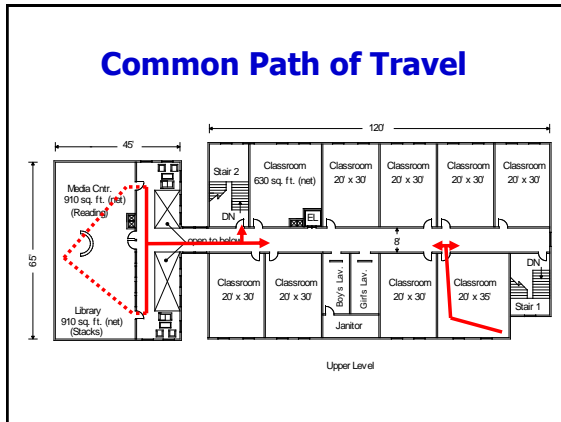 Common Path of Travel
120'
45'
65'
Media Cntr.
910 sq. ft. (net)
(Reading)
Library
910 sq. ft. (net)
(Stacks)
Stair 2
DN
open to below
Classroom
630 sq. ft. (net)
EL
Classroom
20' x 30'
Classroom
20' x 30'
Classroom
20' x 30'
Classroom
20' x 30'
8'
Classroom
20' x 30'
Classroom
20' x 30'
Boy's Lav.
Girl's Lav.
Janitor
Classroom
20' x 30'
Classroom
20' x 35'
DN
Stair 1
Upper Level